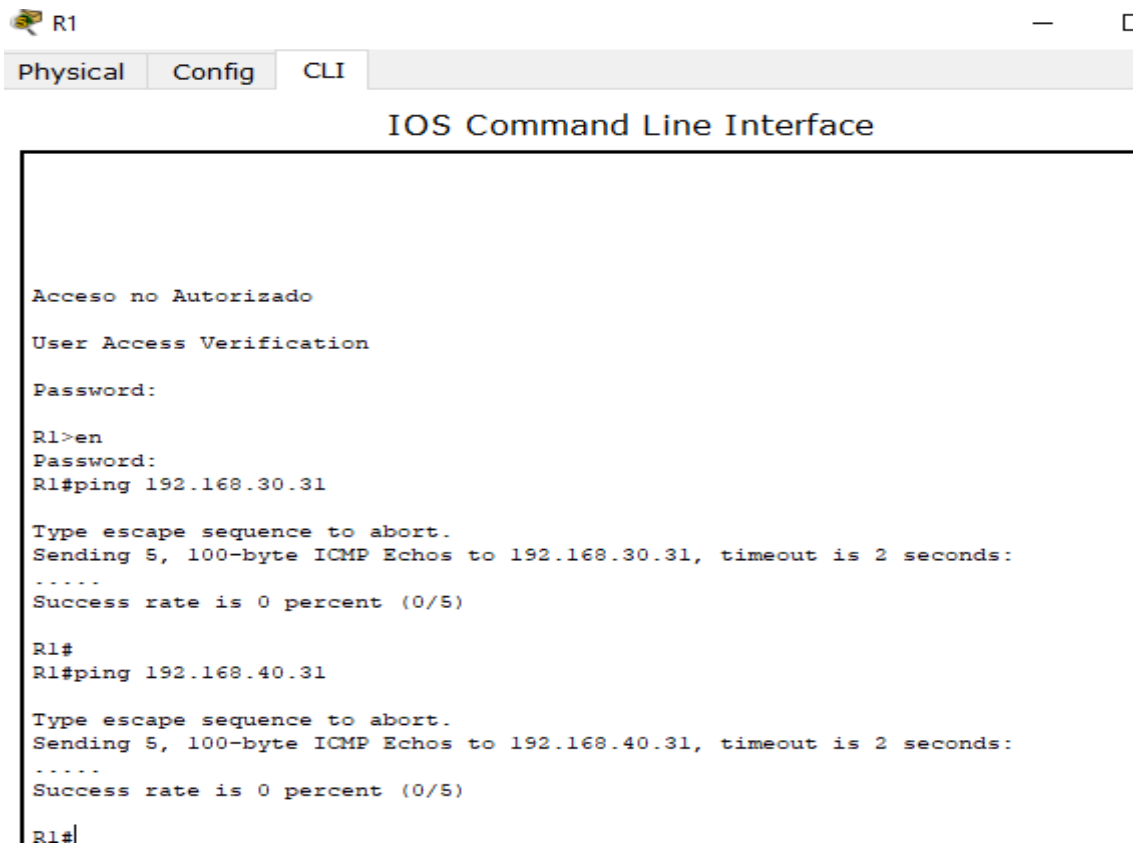 R1
Physical Config CLI
IOS Command Line Interface
Acceso no Autorizado
User Access Verification
Password:
R1>en
Password:
R1#ping 192.168.30.31
Type escape sequence to abort.
Sending 5, 100-byte ICMP Echos to 192.168.30.31, timeout is 2 seconds:
.....
Success rate is 0 percent (0/5)
R1#
R1#ping 192.168.40.31
Type escape sequence to abort.
Sending 5, 100-byte ICMP Echos to 192.168.40.31, timeout is 2 seconds:
.....
Success rate is 0 percent (0/5)
R1#